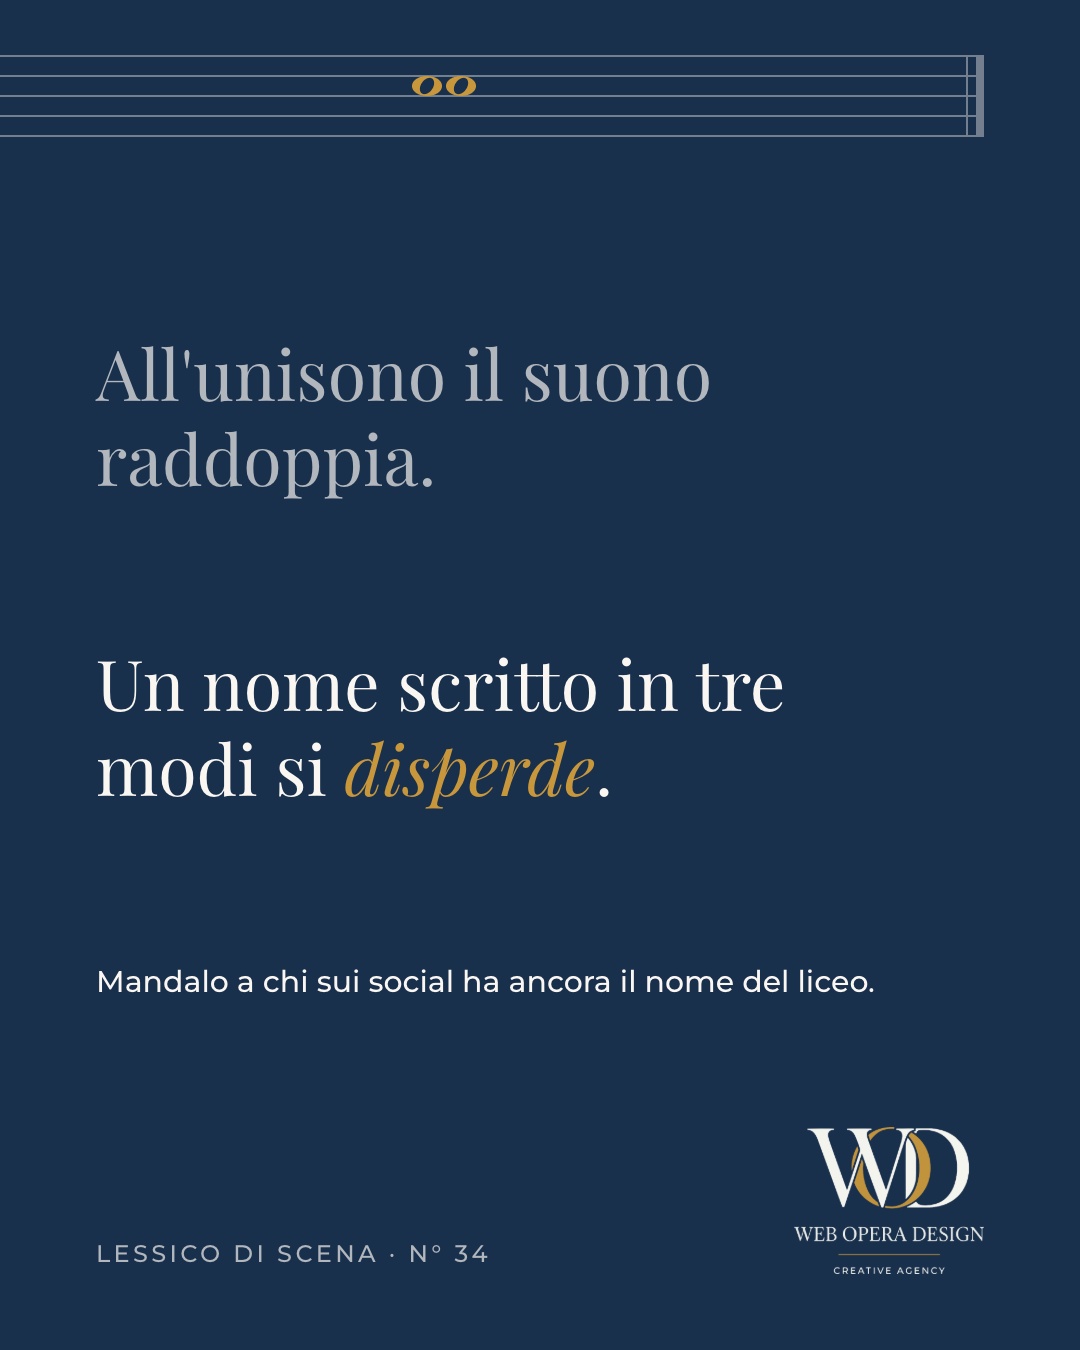 All'unisono il suono
raddoppia.
Un nome scritto in tre
modi si disperde.
Mandalo a chi sui social ha ancora il nome del liceo.
LESSICO DI SCENA · N° 34
WOD
WEB OPERA DESIGN
CREATIVE AGENCY